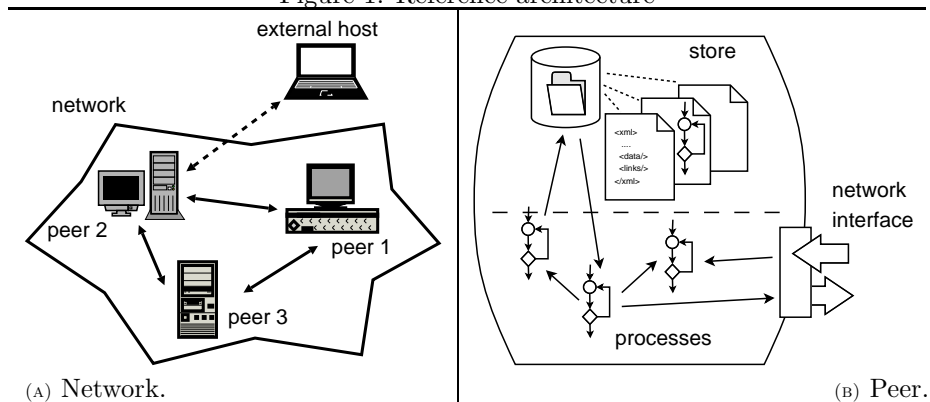 Figure 1. Reference architecture
external host
network
peer 2
peer 1
peer 3
(A) Network.
store
<xml>
....
<data/>
<links/>
</xml>
network
interface
processes
(B) Peer.